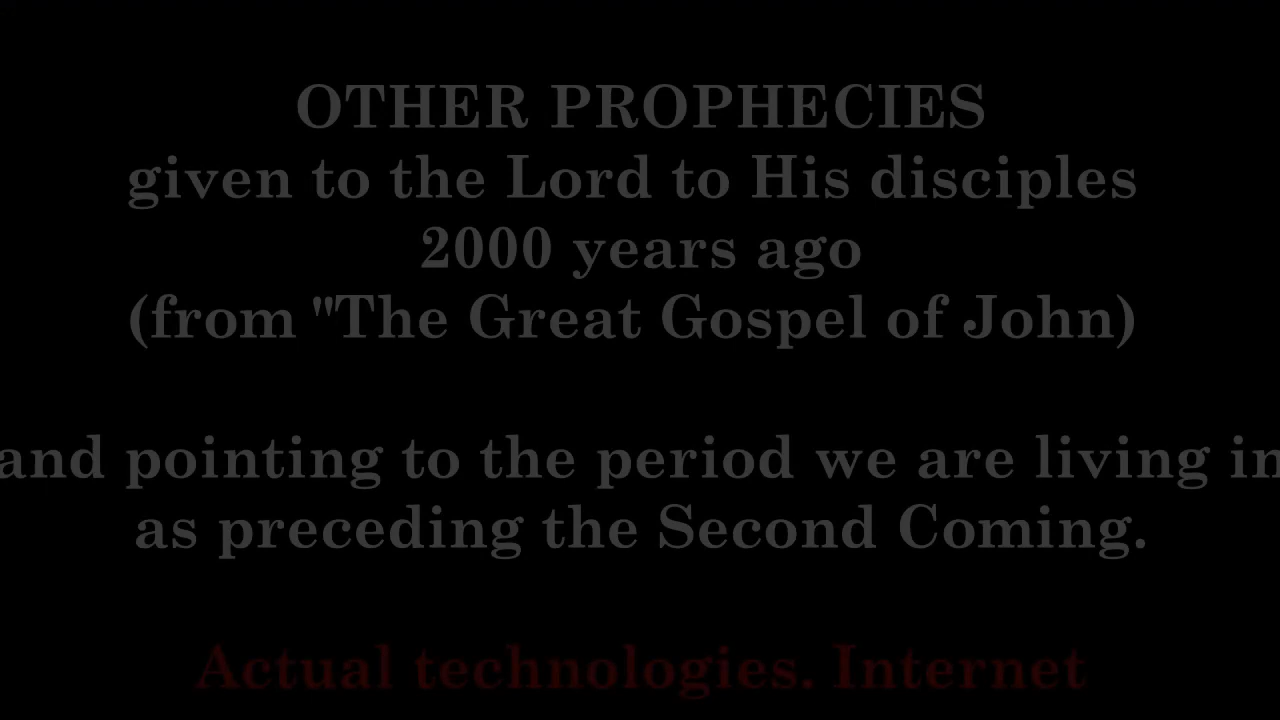 OTHER PROPHECIES
given to the Lord to His disciples
2000 years ago
(from "The Great Gospel of John)
and pointing to the period we are living in
as preceding the Second Coming.
Actual technologies. Internet